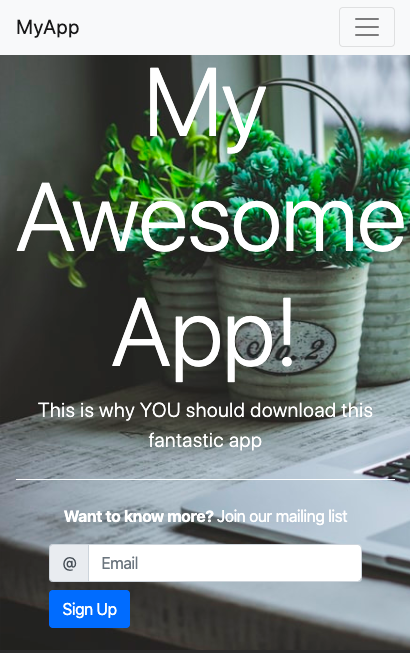 MyApp
My
Awesome
App!
This is why YOU should download this
fantastic app
Want to know more? Join our mailing list
@ Email
Sign Up